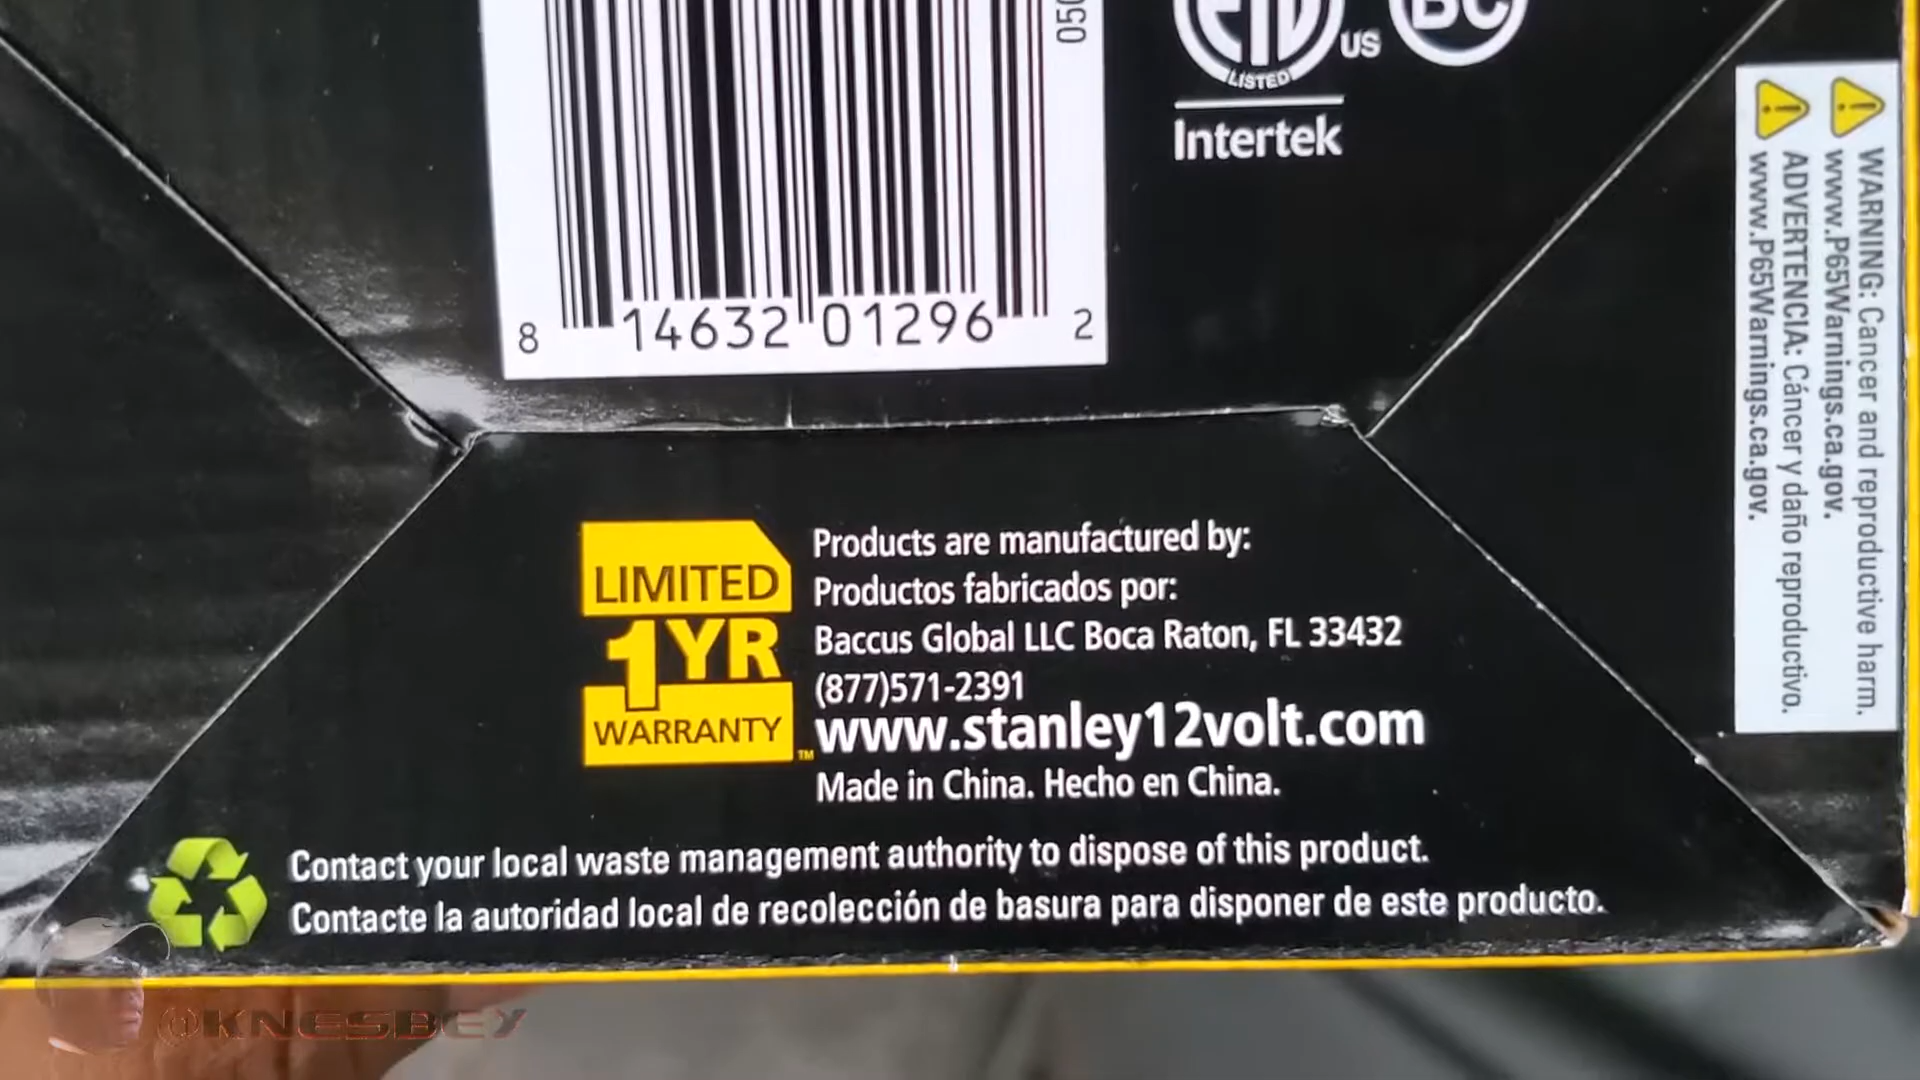 050
ETL
US
BC
LISTED
Intertek
8 14632 01296 2
WARNING: Cancer and reproductive harm.
www.P65Warnings.ca.gov.
ADVERTENCIA: Cáncer y daño reproductivo.
www.P65Warnings.ca.gov.
LIMITED
1YR
WARRANTY
TM
Products are manufactured by:
Productos fabricados por:
Baccus Global LLC Boca Raton, FL 33432
(877)571-2391
www.stanley12volt.com
Made in China. Hecho en China.
Contact your local waste management authority to dispose of this product.
Contacte la autoridad local de recolección de basura para disponer de este producto.
@KNESBEY